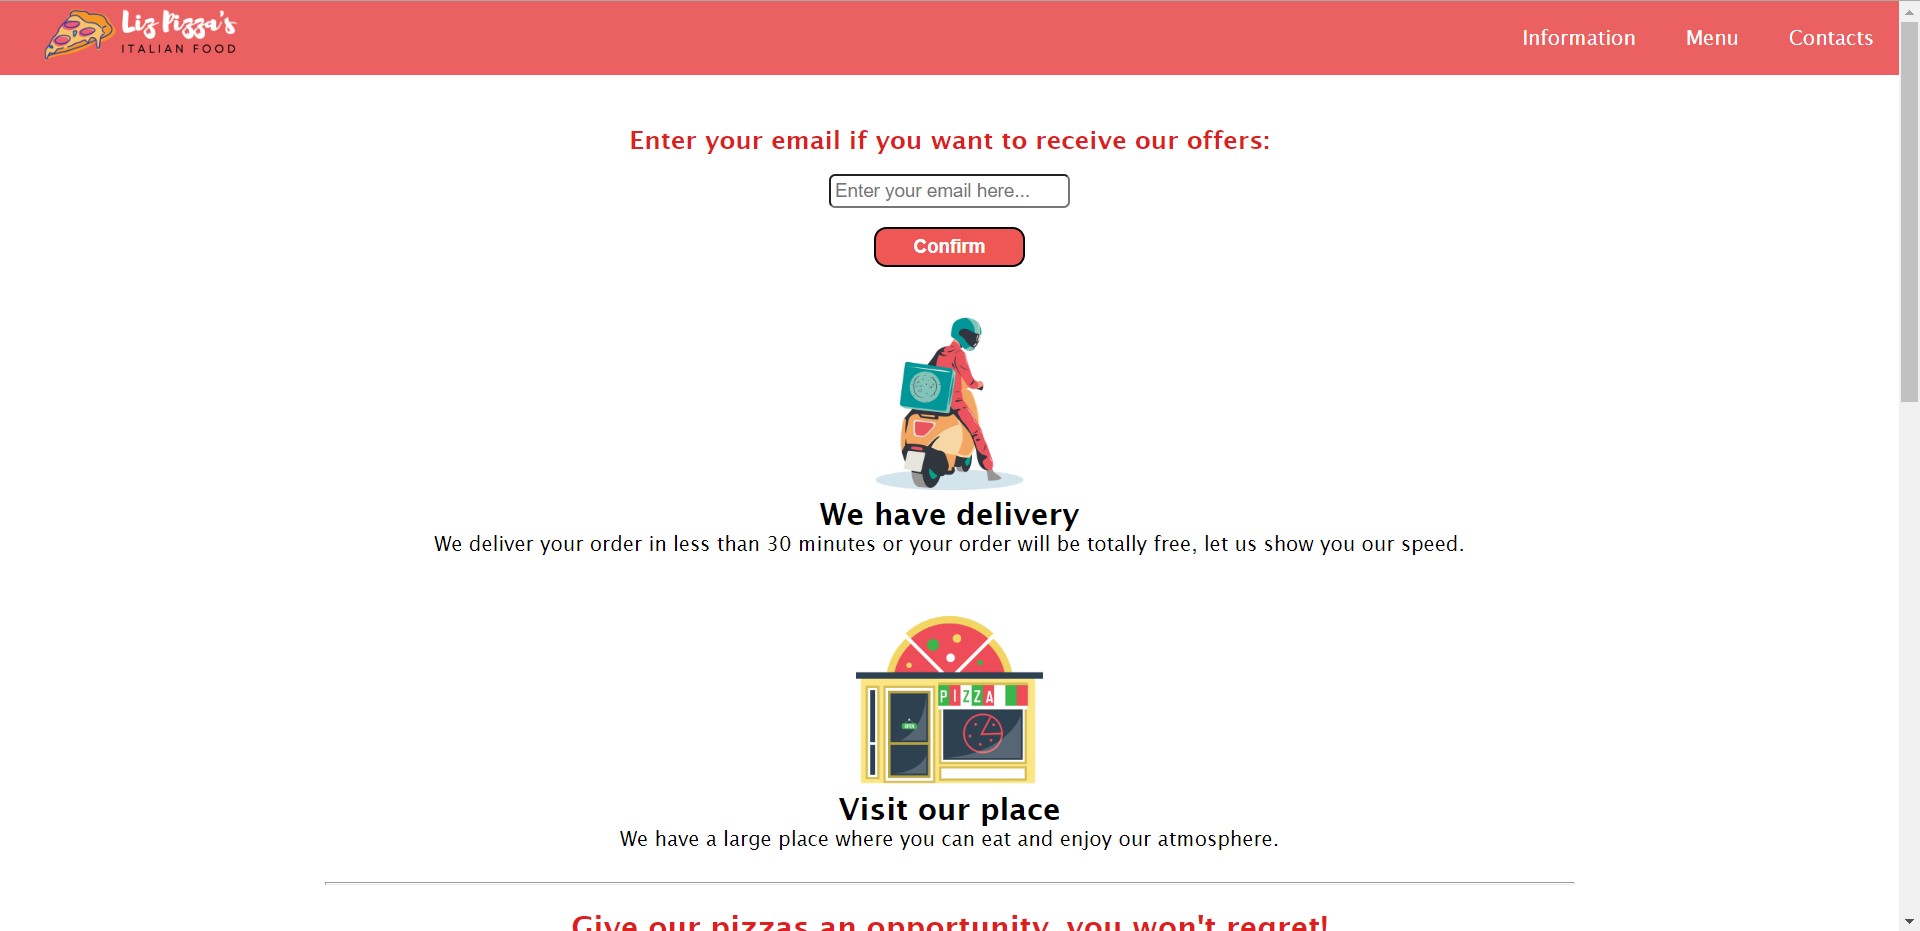 Liz Pizza's
ITALIAN FOOD
Information
Menu
Contacts
Enter your email if you want to receive our offers:
Enter your email here...
Confirm
We have delivery
We deliver your order in less than 30 minutes or your order will be totally free, let us show you our speed.
PIZZA
Visit our place
We have a large place where you can eat and enjoy our atmosphere.
Give our pizzas an opportunity, you won't regret!